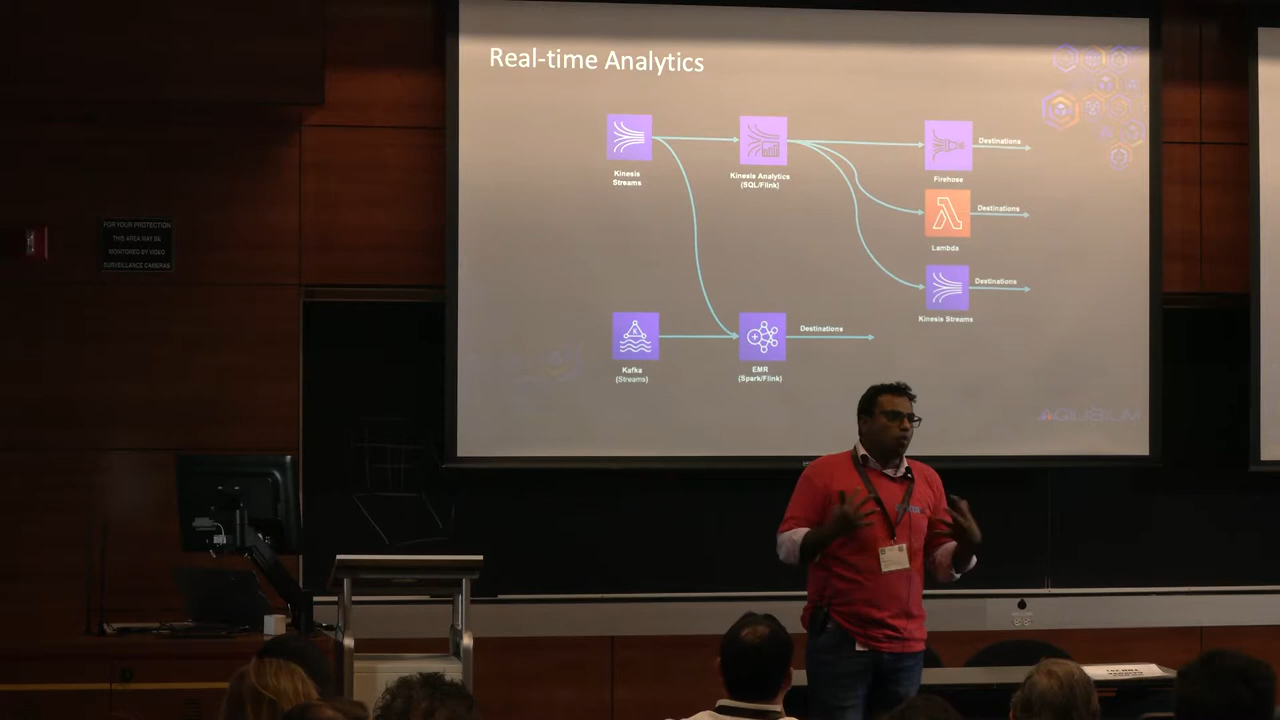 Real-time Analytics
Kinesis
Streams
Kinesis Analytics
(SQL/Flink)
Firehose
Destinations
Lambda
Destinations
Kinesis Streams
Destinations
Kafka
(Streams)
EMR
(Spark/Flink)
Destinations
FOR YOUR PROTECTION
THIS AREA MAY BE
MONITORED BY VIDEO
SURVEILLANCE CAMERAS